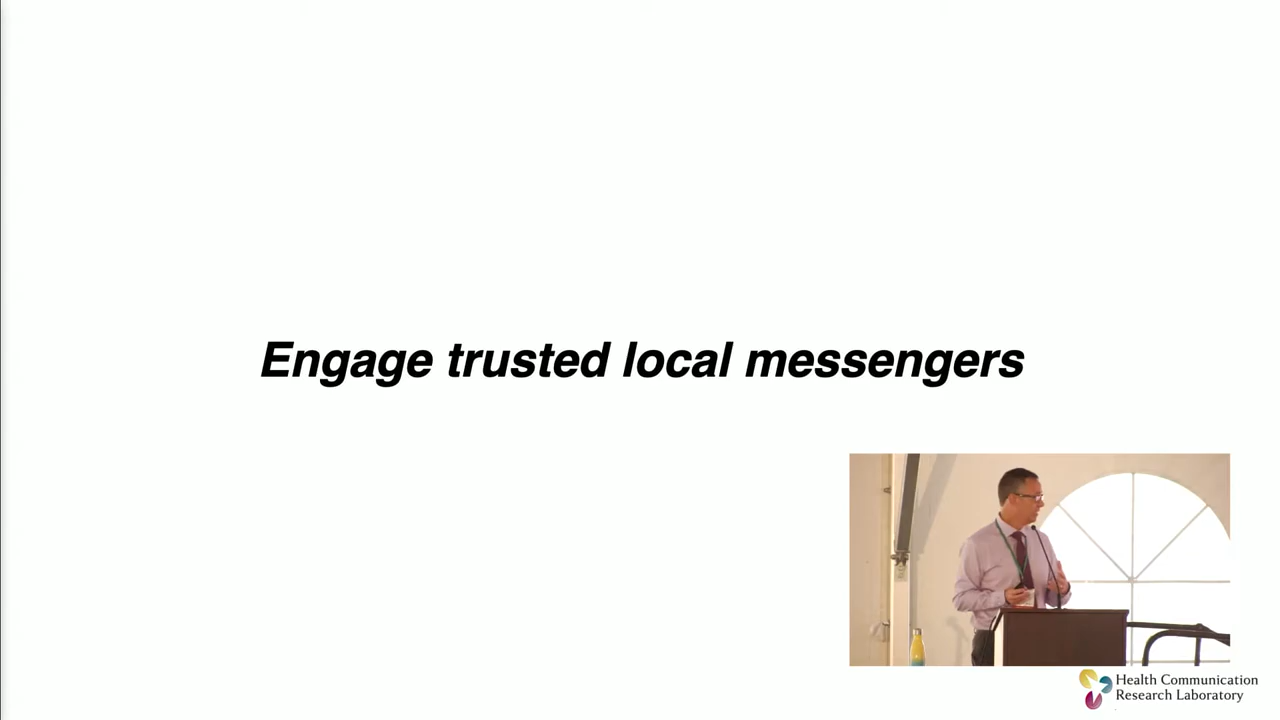 Engage trusted local messengers
Health Communication
Research Laboratory